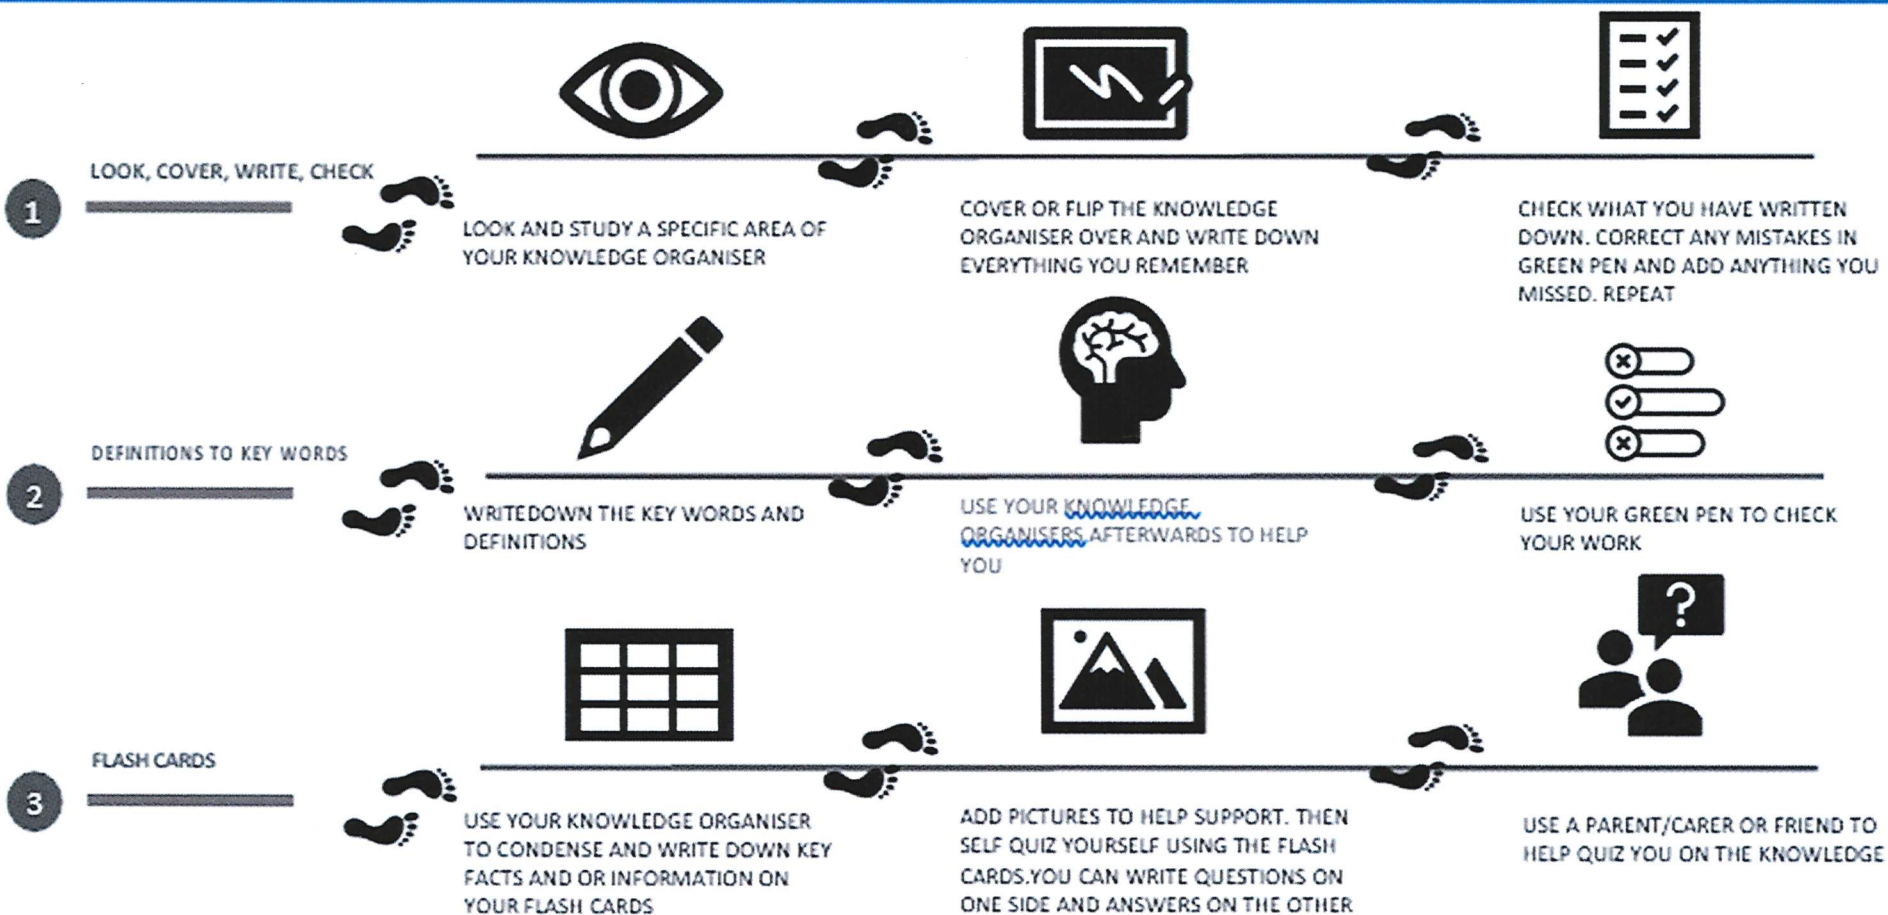 1
LOOK, COVER, WRITE, CHECK
LOOK AND STUDY A SPECIFIC AREA OF
YOUR KNOWLEDGE ORGANISER
COVER OR FLIP THE KNOWLEDGE
ORGANISER OVER AND WRITE DOWN
EVERYTHING YOU REMEMBER
CHECK WHAT YOU HAVE WRITTEN
DOWN. CORRECT ANY MISTAKES IN
GREEN PEN AND ADD ANYTHING YOU
MISSED. REPEAT
2
DEFINITIONS TO KEY WORDS
WRITEDOWN THE KEY WORDS AND
DEFINITIONS
USE YOUR KNOWLEDGE
ORGANISERS AFTERWARDS TO HELP
YOU
USE YOUR GREEN PEN TO CHECK
YOUR WORK
?
3
FLASH CARDS
USE YOUR KNOWLEDGE ORGANISER
TO CONDENSE AND WRITE DOWN KEY
FACTS AND OR INFORMATION ON
YOUR FLASH CARDS
ADD PICTURES TO HELP SUPPORT. THEN
SELF QUIZ YOURSELF USING THE FLASH
CARDS.YOU CAN WRITE QUESTIONS ON
ONE SIDE AND ANSWERS ON THE OTHER
USE A PARENT/CARER OR FRIEND TO
HELP QUIZ YOU ON THE KNOWLEDGE